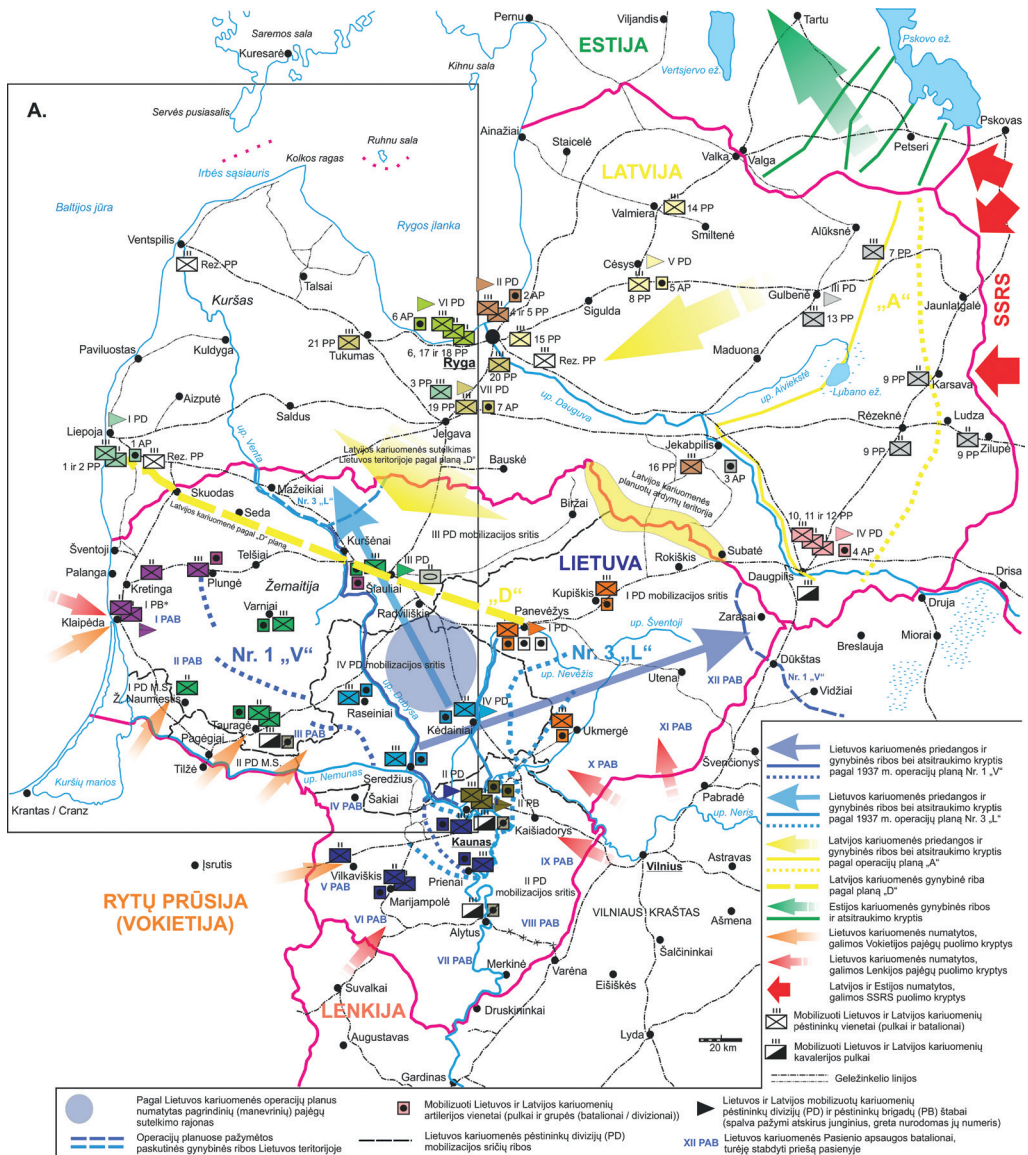 Pernu
Viljandis
Tartu
Pskovo ež.
Saremos sala
Kuresarė
ESTIJA
Kihnu sala
Vertsjervo ež.
A.
Servės pusiasalis
Ruhnu sala
Ainažiai
Staicelė
Pskovas
Petseri
Kolkos ragas
Valka
Valga
Irbės sąsiauris
LATVIJA
Baltijos jūra
Rygos įlanka
Valmiera
14 PP
Smiltenė
Alūksnė
Ventspilis
Rez. PP
Cėsys
V PD
7 PP
Talsai
II PD
2 AP
8 PP
5 AP
Gulbenė
III PD
„A“
Jaunlatgalė
SSRS
Kuršas
VI PD
6 AP
4 ir 5 PP
Sigulda
13 PP
21 PP
Tukumas
6, 17 ir 18 PP
15 PP
Ryga
Rez. PP
Paviluostas
Kuldyga
20 PP
Maduona
up. Aiviekstė
Lubano ež.
9 PP
Karsava
3 PP
VII PD
19 PP
7 AP
up. Dauguva
Aizputė
Saldus
Jelgava
Rėzeknė
Ludza
9 PP
Zilupė
9 PP
I PD
Liepoja
1 AP
Rez. PP
1 ir 2 PP
up. Venta
Latvijos kariuomenės sutelkimas
Lietuvos teritorijoje pagal planą „D“
Bauskė
Jekabpilis
16 PP
3 AP
Latvijos kariuomenės
planuotų ardymų teritorija
Skuodas
Mažeikiai
Nr. 3 „L“
Biržai
10, 11 ir 12 PP
IV PD
4 AP
Seda
Latvijos kariuomenė pagal „D“ planą
III PD mobilizacijos sritis
Šventoji
Kuršėnai
LIETUVA
Rokiškis
Subatė
Daugpilis
Drisa
Palanga
Plungė
Telšiai
III PD
Šiauliai
Žemaitija
Kretinga
I PB*
I PAB
Klaipėda
Varniai
Radviliškis
„D“
Panevėžys
I PD
Kupiškis
I PD mobilizacijos sritis
Zarasai
Druja
Miorai
Breslauja
up. Šventoji
Nr. 1 „V“
IV PD mobilizacijos sritis
Nr. 3 „L“
up. Nevėžis
Utena
XII PAB
Dūkštas
Nr. 1 „V“
Vidžiai
II PAB
I PD M.S.
Ž. Naumestis
up. Dubysa
Raseiniai
IV PD
Kėdainiai
Ukmergė
XI PAB
Tauragė
III PAB
Pagėgiai
II PD M.S.
Tilžė
up. Nemunas
Seredžius
X PAB
Švenčionys
Kuršių marios
Krantas / Cranz
Šakiai
IV PAB
II PD
II PB
Kaišiadorys
Pabradė
up. Neris
Kaunas
Įsrutis
Vilkaviškis
V PAB
Prienai
IX PAB
Vilnius
Astravas
RYTŲ PRŪSIJA
(VOKIETIJA)
Marijampolė
II PD
mobilizacijos sritis
VI PAB
Alytus
VIII PAB
VILNIAUS KRAŠTAS
Ašmena
Šalčininkai
VII PAB
Merkinė
Varėna
Eišiškės
Suvalkai
LENKIJA
Druskininkai
Augustavas
Lyda
20 km
Gardinas
Lietuvos kariuomenės priedangos ir
gynybinės ribos bei atsitraukimo kryptis
pagal 1937 m. operacijų planą Nr. 1 „V“
Lietuvos kariuomenės priedangos ir
gynybinės ribos bei atsitraukimo kryptis
pagal 1937 m. operacijų planą Nr. 3 „L“
Latvijos kariuomenės priedangos ir
gynybinės ribos bei atsitraukimo kryptis
pagal operacijų planą „A“
Latvijos kariuomenės gynybinė riba
pagal planą „D“
Estijos kariuomenės gynybinės ribos
ir atsitraukimo kryptis
Lietuvos kariuomenės numatytos,
galimos Vokietijos pajėgų puolimo kryptys
Lietuvos kariuomenės numatytos,
galimos Lenkijos pajėgų puolimo kryptys
Latvijos ir Estijos numatytos,
galimos SSRS puolimo kryptys
Mobilizuoti Lietuvos ir Latvijos kariuomenių
pėstininkų vienetai (pulkai ir batalionai)
Mobilizuoti Lietuvos ir Latvijos kariuomenių
kavalerijos pulkai
Geležinkelio linijos
Pagal Lietuvos kariuomenės operacijų planus
numatytas pagrindinių (manevrinių) pajėgų
sutelkimo rajonas
Operacijų planuose pažymėtos
paskutinės gynybinės ribos Lietuvos teritorijoje
Mobilizuoti Lietuvos ir Latvijos kariuomenių
artilerijos vienetai (pulkai ir grupės (batalionai / divizionai))
Lietuvos kariuomenės pėstininkų divizijų (PD)
mobilizacijos sričių ribos
Lietuvos ir Latvijos mobilizuotų kariuomenių
pėstininkų divizijų (PD) ir pėstininkų brigadų (PB) štabai
(spalva pažymi atskirus junginius, greta nurodomas jų numeris)
XII PAB
Lietuvos kariuomenės Pasienio apsaugos batalionai,
turėję stabdyti priešą pasienyje